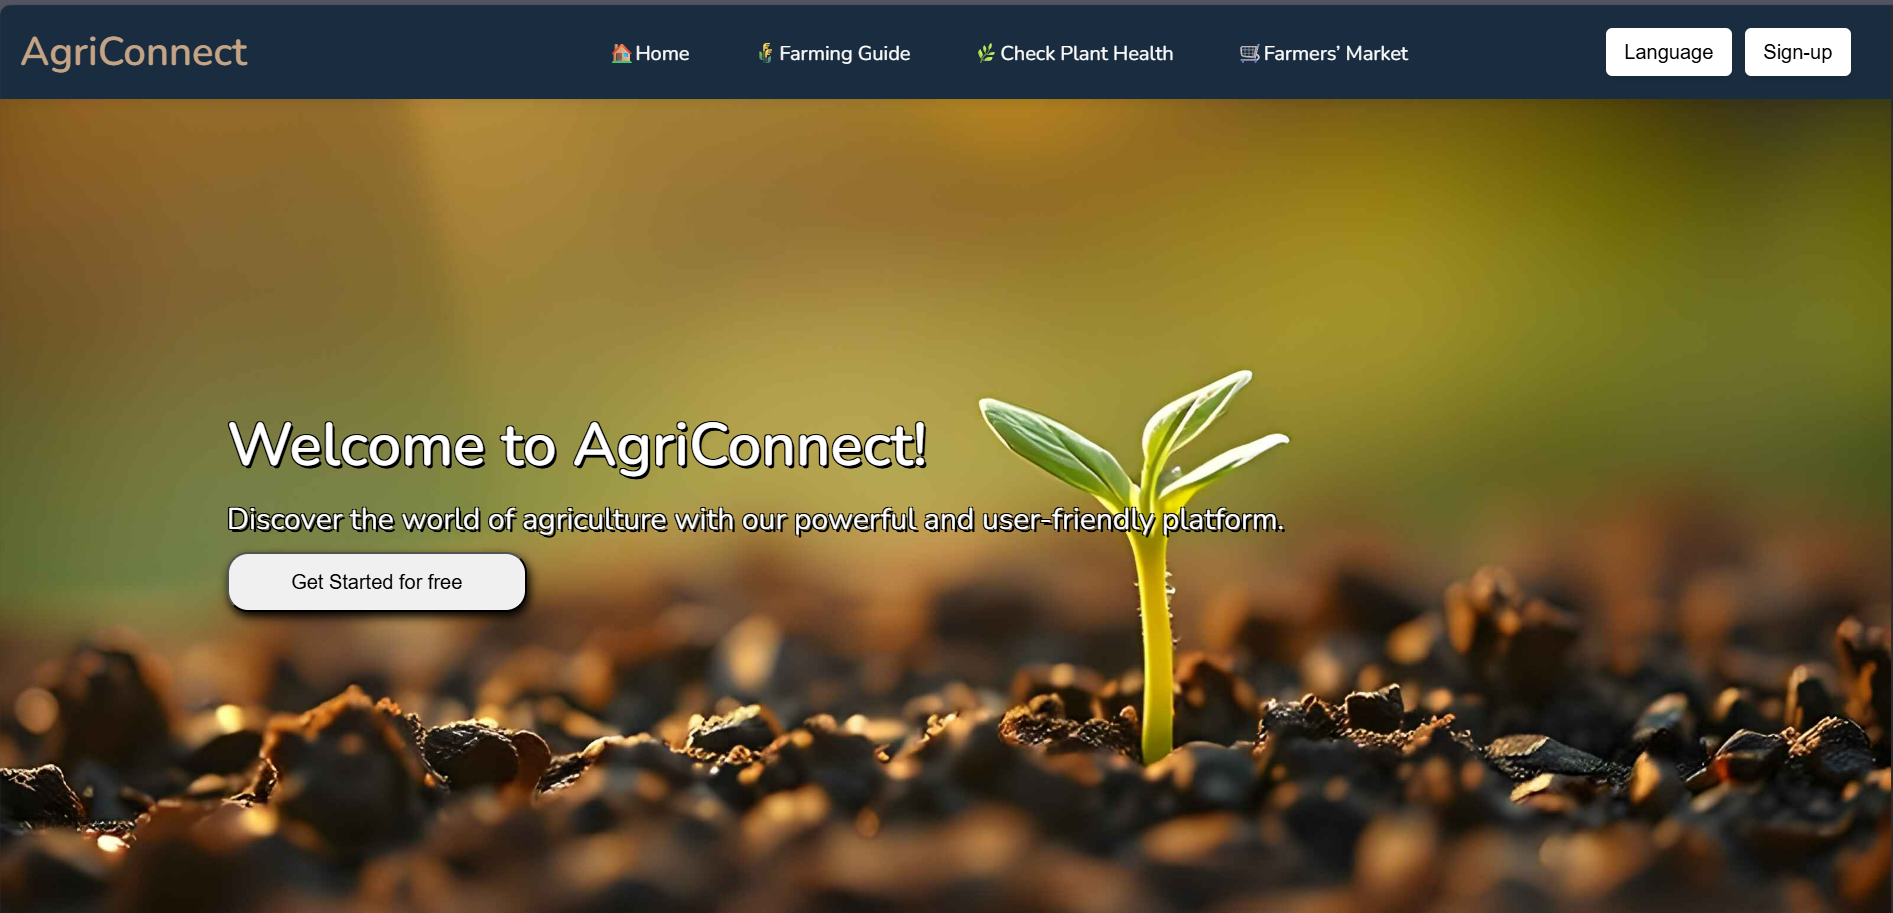 AgriConnect
Home
Farming Guide
Check Plant Health
Farmers’ Market
Language
Sign-up
Welcome to AgriConnect!
Discover the world of agriculture with our powerful and user-friendly platform.
Get Started for free